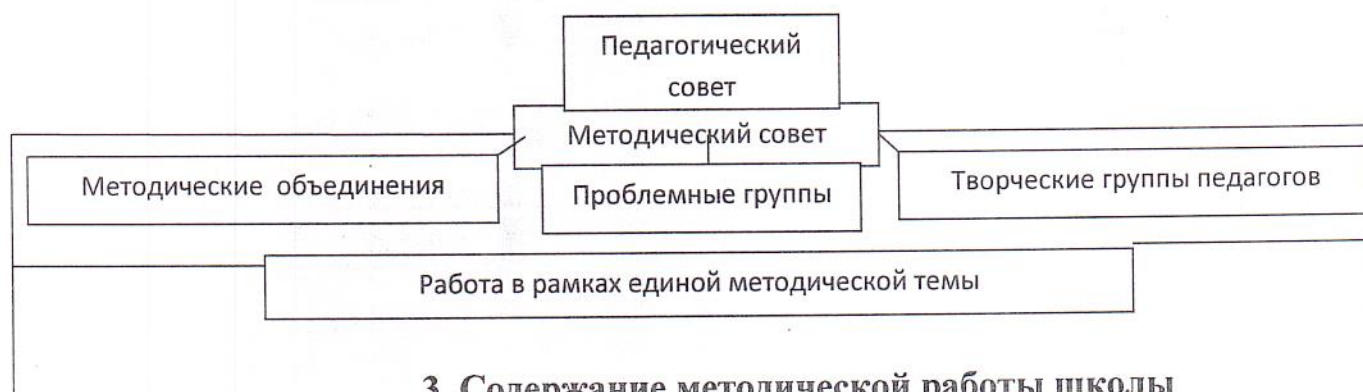 Педагогический
совет
Методический совет
Методические объединения
Проблемные группы
Творческие группы педагогов
Работа в рамках единой методической темы
3. Содержание методической работы школы